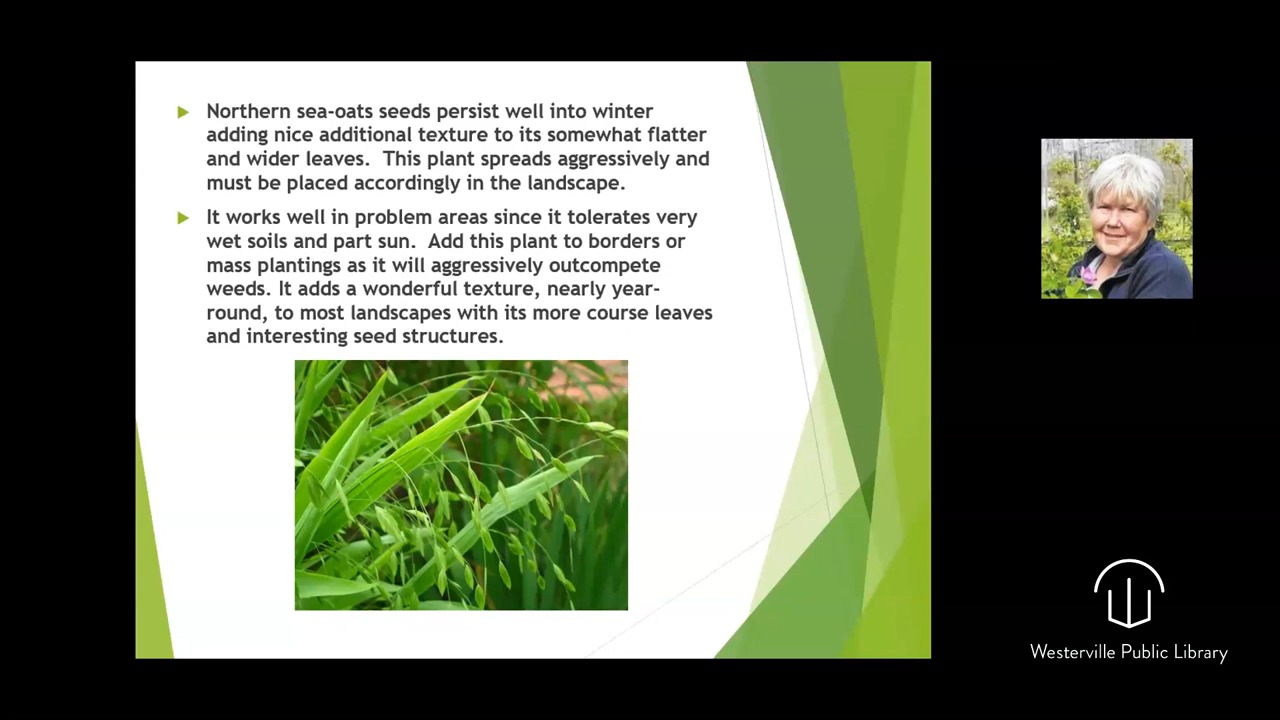 Northern sea-oats seeds persist well into winter
adding nice additional texture to its somewhat flatter
and wider leaves.  This plant spreads aggressively and
must be placed accordingly in the landscape.
It works well in problem areas since it tolerates very
wet soils and part sun.  Add this plant to borders or
mass plantings as it will aggressively outcompete
weeds. It adds a wonderful texture, nearly year-
round, to most landscapes with its more course leaves
and interesting seed structures.
Westerville Public Library